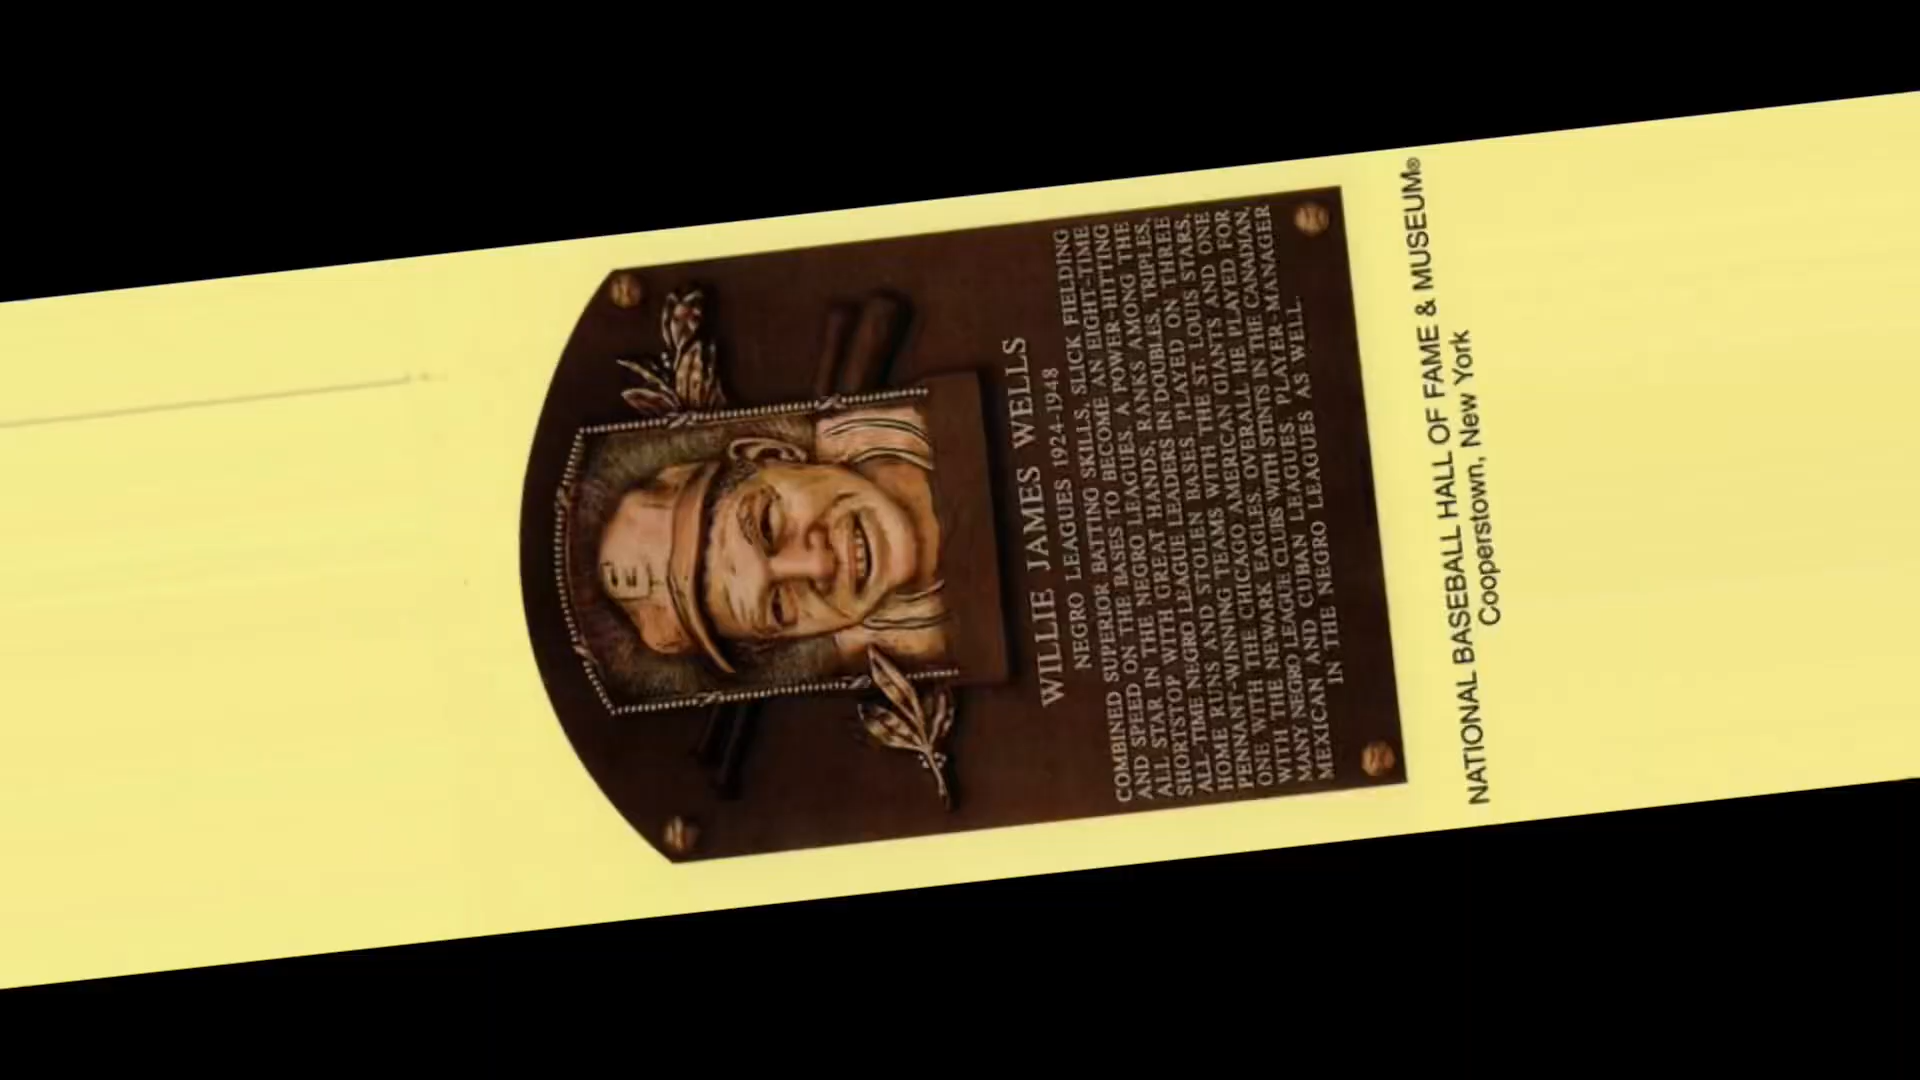 E
WILLIE JAMES WELLS
NEGRO LEAGUES 1924-1948
COMBINED SUPERIOR BATTING SKILLS, SLICK FIELDING
AND SPEED ON THE BASES TO BECOME AN EIGHT-TIME
ALL STAR IN THE NEGRO LEAGUES. A POWER-HITTING
SHORTSTOP WITH GREAT HANDS, RANKS AMONG THE
ALL-TIME NEGRO LEAGUE LEADERS IN DOUBLES, TRIPLES,
HOME RUNS AND STOLEN BASES. PLAYED ON THREE
PENNANT-WINNING TEAMS WITH THE ST. LOUIS STARS,
ONE WITH THE CHICAGO AMERICAN GIANTS AND ONE
WITH THE NEWARK EAGLES. OVERALL HE PLAYED FOR
MANY NEGRO LEAGUE CLUBS WITH STINTS IN THE CANADIAN,
MEXICAN AND CUBAN LEAGUES. PLAYER-MANAGER
IN THE NEGRO LEAGUES AS WELL.
NATIONAL BASEBALL HALL OF FAME & MUSEUM®
Cooperstown, New York